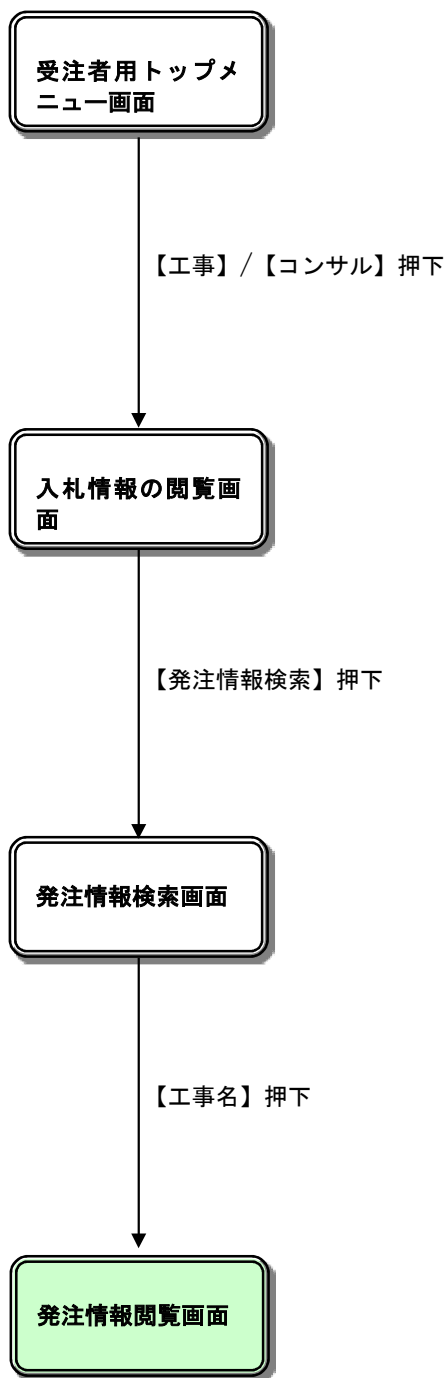 受注者用トップメ
ニュー画面
【工事】/【コンサル】押下
入札情報の閲覧画
面
【発注情報検索】押下
発注情報検索画面
【工事名】押下
発注情報閲覧画面